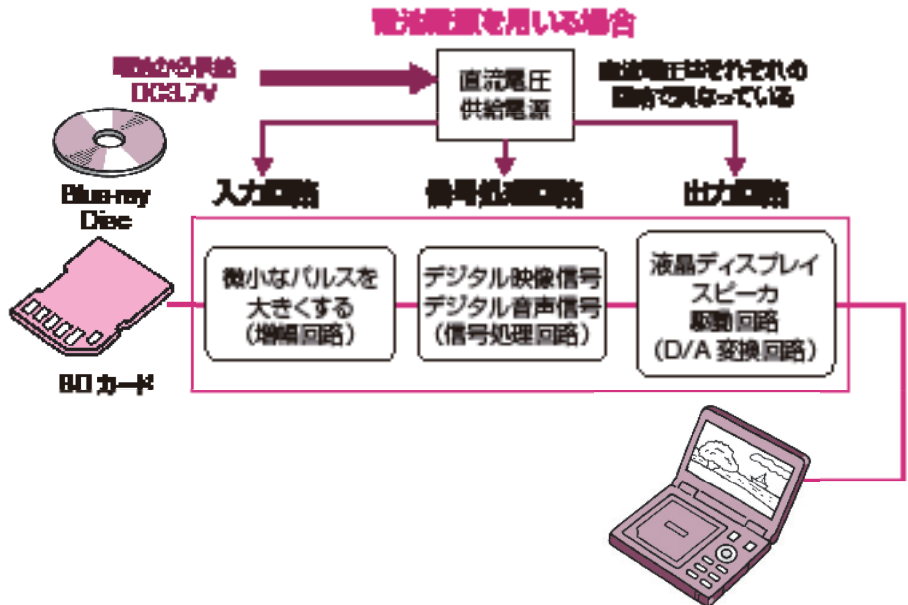 電池電源を用いる場合
電池から供給
DC3.7V
直流電圧
供給電源
直流電圧はそれぞれの
回路で異なっている
Blue-ray
Disc
入力回路
信号処理回路
出力回路
微小なパルスを
大きくする
(増幅回路)
デジタル映像信号
デジタル音声信号
(信号処理回路)
液晶ディスプレイ
スピーカ
駆動回路
(D/A 変換回路)
SDカード